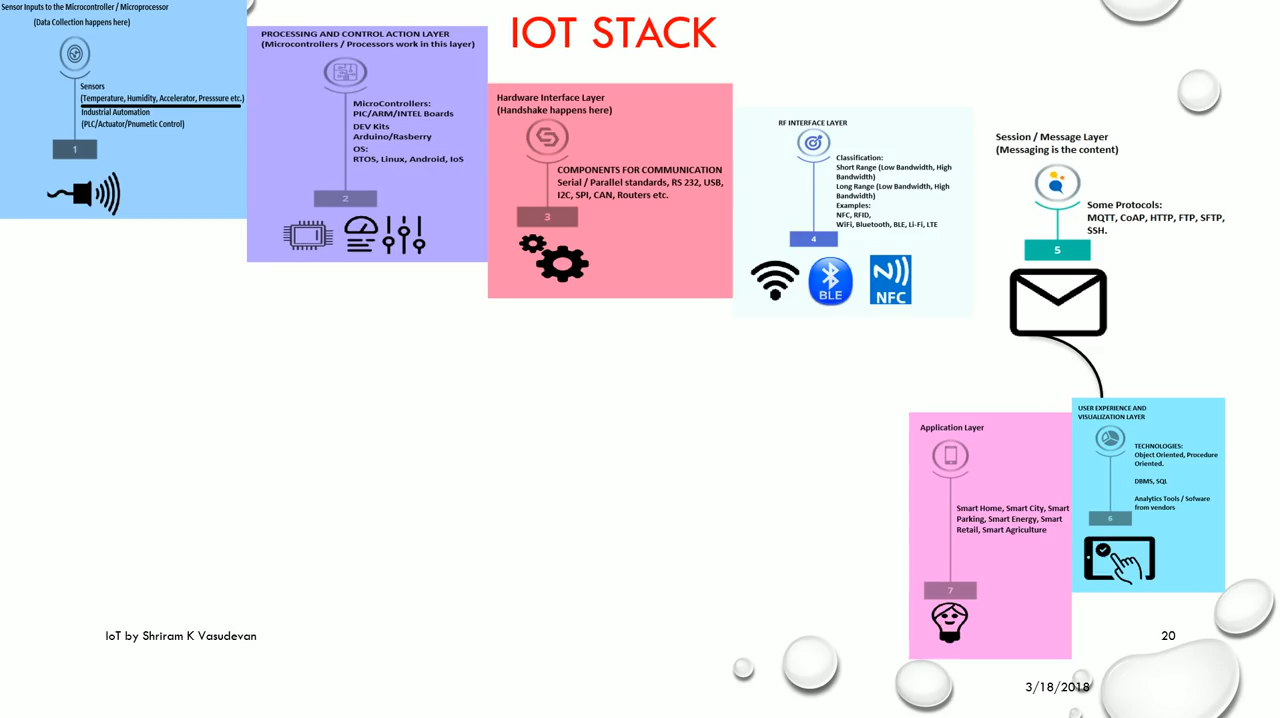 Sensor Inputs to the Microcontroller / Microprocessor
(Data Collection happens here)
Sensors
(Temperature, Humidity, Accelerator, Presssure etc.)
Industrial Automation
(PLC/Actuator/Pnumetic Control)
1
PROCESSING AND CONTROL ACTION LAYER
(Microcontrollers / Processors work in this layer)
MicroControllers:
PIC/ARM/INTEL Boards
DEV Kits
Arduino/Rasberry
OS:
RTOS, Linux, Android, IoS
2
IOT STACK
Hardware Interface Layer
(Handshake happens here)
COMPONENTS FOR COMMUNICATION
Serial / Parallel standards, RS 232, USB,
I2C, SPI, CAN, Routers etc.
3
RF INTERFACE LAYER
Classification:
Short Range (Low Bandwidth, High
Bandwidth)
Long Range (Low Bandwidth, High
Bandwidth)
Examples:
NFC, RFID,
WiFi, Bluetooth, BLE, Li-Fi, LTE
4
BLE
NFC
Session / Message Layer
(Messaging is the content)
Some Protocols:
MQTT, CoAP, HTTP, FTP, SFTP,
SSH.
5
USER EXPERIENCE AND
VISUALIZATION LAYER
TECHNOLOGIES:
Object Oriented, Procedure
Oriented.
DBMS, SQL
Analytics Tools / Sofware
from vendors
6
Application Layer
Smart Home, Smart City, Smart
Parking, Smart Energy, Smart
Retail, Smart Agriculture
7
IoT by Shriram K Vasudevan
20
3/18/2018